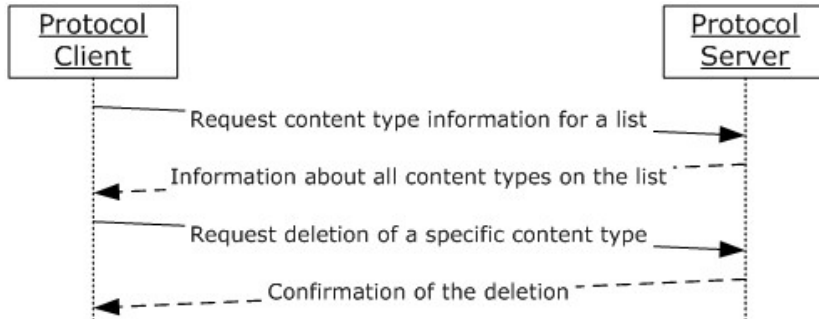 Protocol
Client
Protocol
Server
Request content type information for a list
Information about all content types on the list
Request deletion of a specific content type
Confirmation of the deletion